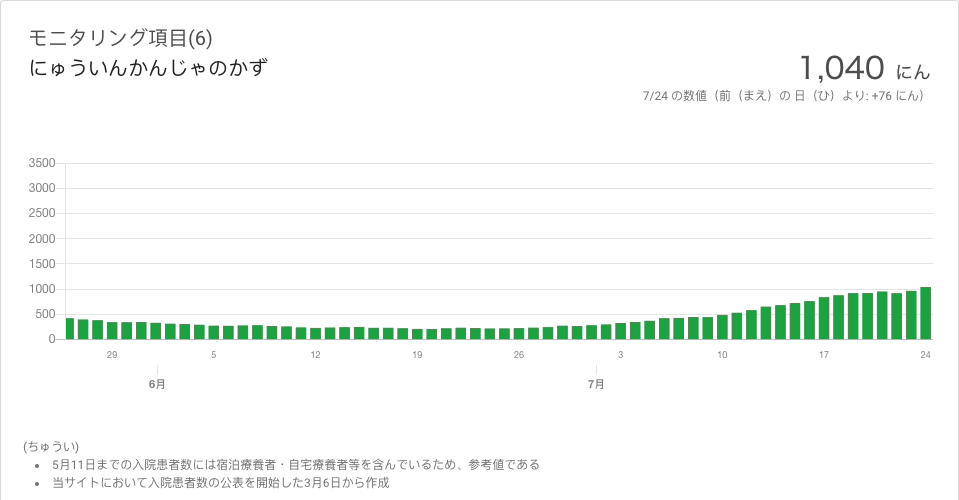 モニタリング項目(6)
にゅういんかんじゃのかず
1,040 にん
7/24 の数値（前（まえ）の 日（ひ）より: +76 にん）
3500
3000
2500
2000
1500
1000
500
0
29 5 12 19 26 3 10 17 24
6月 7月
(ちゅうい)
• 5月11日までの入院患者数には宿泊療養者・自宅療養者等を含んでいるため、参考値である
• 当サイトにおいて入院患者数の公表を開始した3月6日から作成